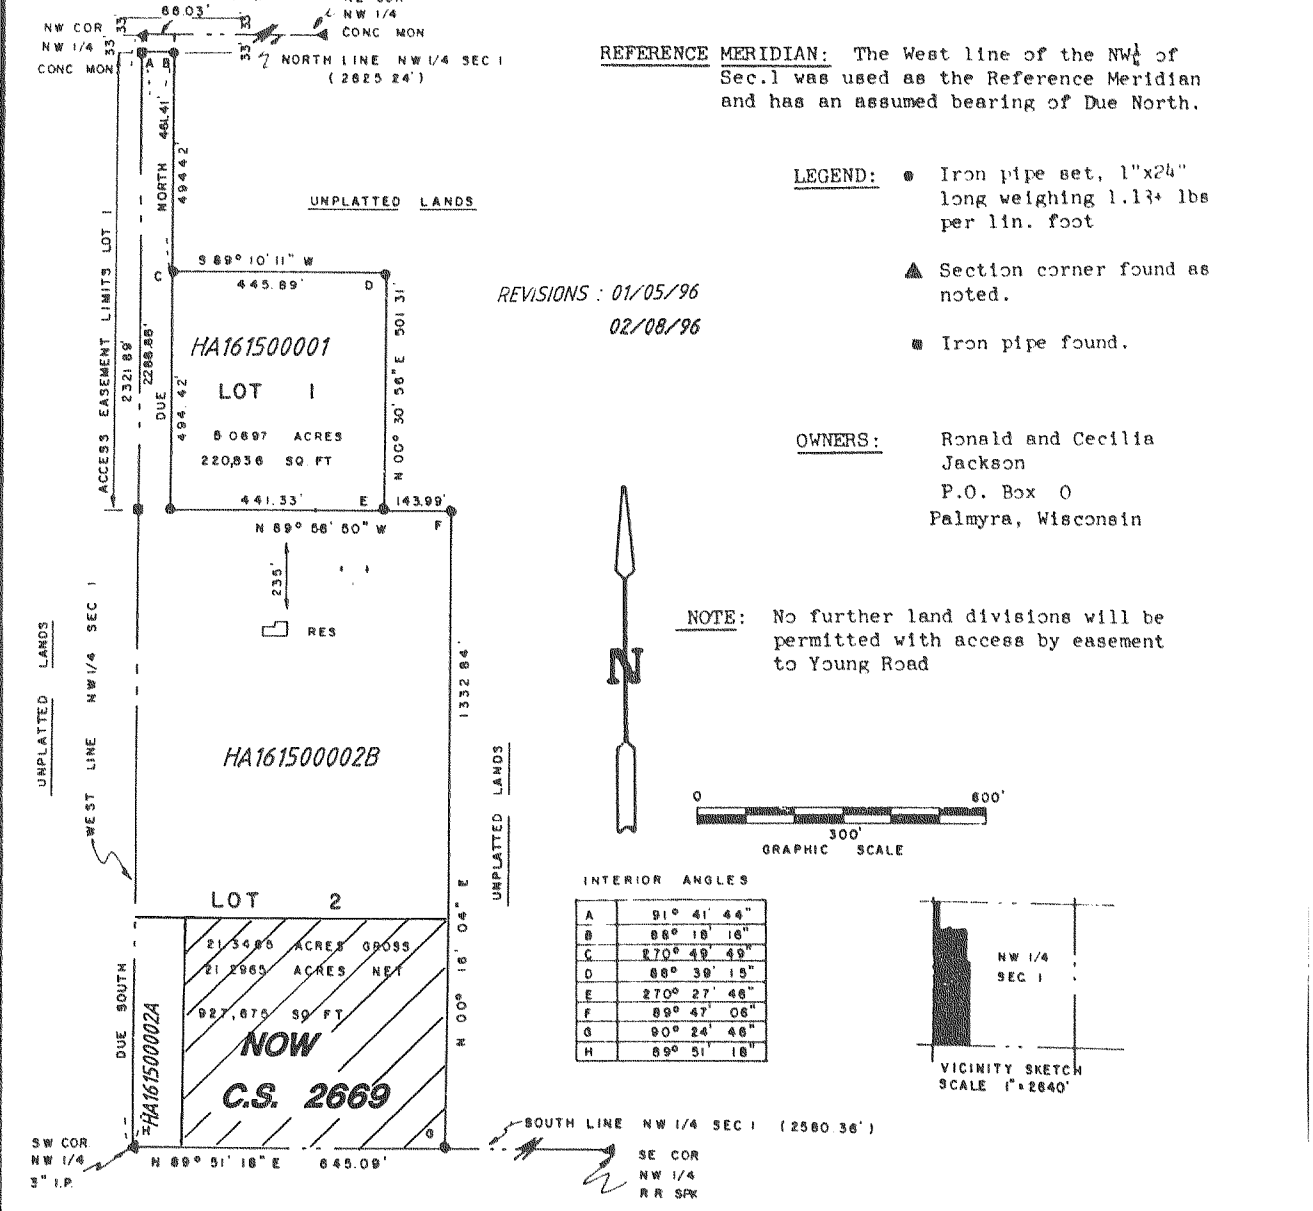 66.03'
33'
33'
33'
33'
NW COR
NW 1/4
CONC MON
NW 1/4
CONC MON
NORTH LINE NW 1/4 SEC 1
(2625 24')
A B
REFERENCE MERIDIAN: The West line of the NW¼ of
Sec.1 was used as the Reference Meridian
and has an assumed bearing of Due North.
LEGEND:
Iron pipe set, 1"x24"
long weighing 1.13+ lbs
per lin. foot
Section corner found as
noted.
Iron pipe found.
OWNERS: Ronald and Cecilia
Jackson
P.O. Box O
Palmyra, Wisconsin
NOTE: No further land divisions will be
permitted with access by easement
to Young Road
REVISIONS : 01/05/96
02/08/96
UNPLATTED LANDS
ACCESS EASEMENT LIMITS LOT 1
2321 89'
2288.88'
DUE NORTH 461.41'
494 42'
494.42'
C
S 89° 10' 11" W
445.89'
D
N 00° 30' 56" E 501 31'
HA161500001
LOT 1
5 0697 ACRES
220,836 SQ FT
441.33'
E
143.99'
F
N 89° 56' 50" W
235'
RES
1332 84'
N 00° 16' 04" E
UNPLATTED LANDS
WEST LINE NW 1/4 SEC 1
HA161500002B
UNPLATTED LANDS
LOT 2
21.3465 ACRES GROSS
21 2965 ACRES NET
927,675 SQ FT
NOW
C.S. 2669
DUE SOUTH
HA161500002A
H
G
SW COR
NW 1/4
3" I.P.
N 89° 51' 18" E 645.09'
SOUTH LINE NW 1/4 SEC 1 (2580 36')
SE COR
NW 1/4
RR SPK
N
0
600'
300'
GRAPHIC SCALE
INTERIOR ANGLES
A 91° 41' 44"
B 88° 18' 16"
C 270° 49' 49"
D 88° 39' 15"
E 270° 27' 46"
F 89° 47' 06"
G 90° 24' 46"
H 89° 51' 18"
NW 1/4
SEC 1
VICINITY SKETCH
SCALE 1"=2640'